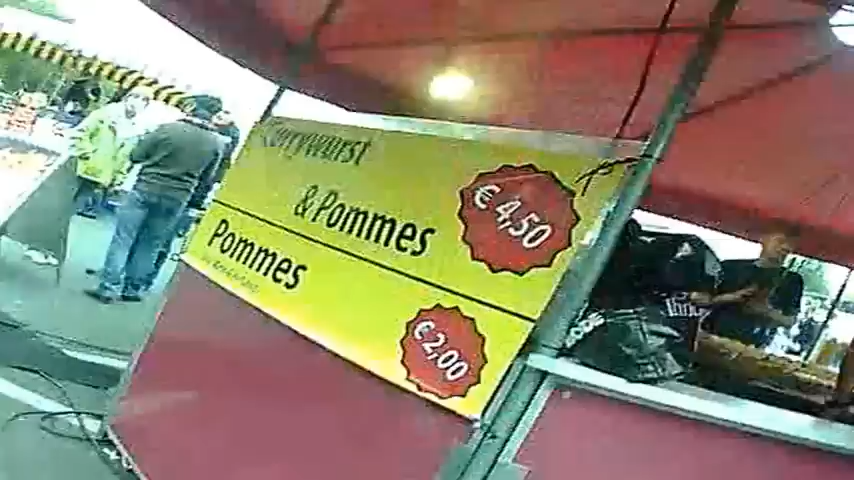 Currywurst
& Pommes
€ 4,50
Pommes
€ 2,00